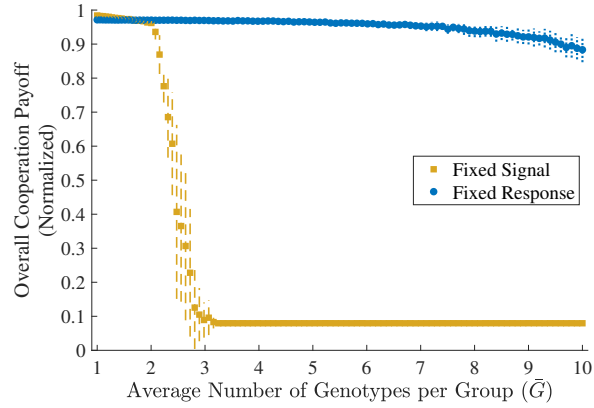 1
0.9
0.8
0.7
0.6
0.5
0.4
0.3
0.2
0.1
0
Overall Cooperation Payoff
(Normalized)
Fixed Signal
Fixed Response
1 2 3 4 5 6 7 8 9 10
Average Number of Genotypes per Group (Ḡ)